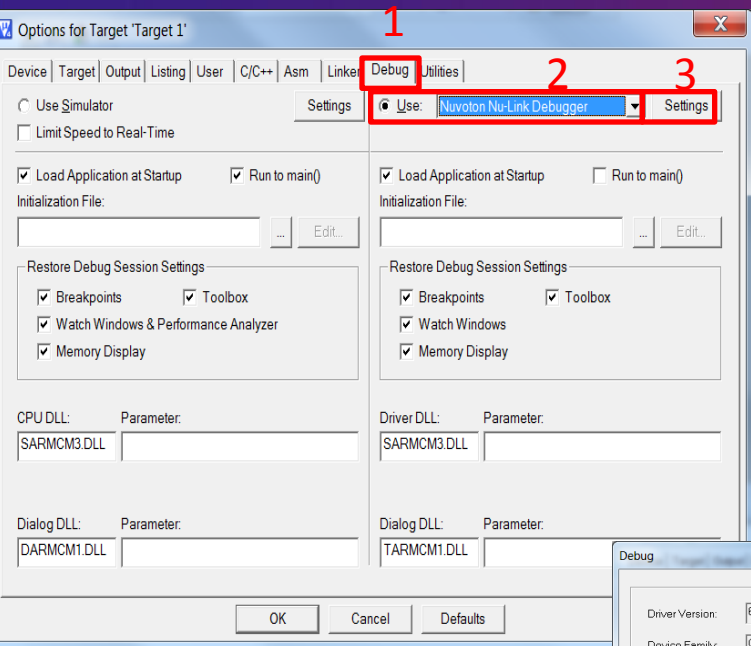 1
Options for Target 'Target 1'
X
Device Target Output Listing User C/C++ Asm Linker Debug Utilities
2
3
Use Simulator
Settings
Use:
Nuvoton Nu-Link Debugger
Settings
Limit Speed to Real-Time
Load Application at Startup
Run to main()
Load Application at Startup
Run to main()
Initialization File:
Initialization File:
...
Edit...
...
Edit...
Restore Debug Session Settings
Restore Debug Session Settings
Breakpoints
Toolbox
Breakpoints
Toolbox
Watch Windows & Performance Analyzer
Watch Windows
Memory Display
Memory Display
CPU DLL:
Parameter:
Driver DLL:
Parameter:
SARMCM3.DLL
SARMCM3.DLL
Dialog DLL:
Parameter:
Dialog DLL:
Parameter:
DARMCM1.DLL
TARMCM1.DLL
Debug
OK
Cancel
Defaults
Driver Version:
Device Family: